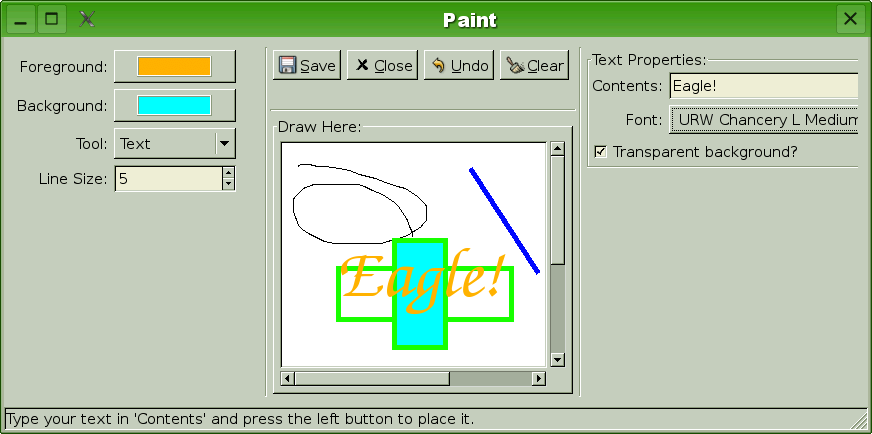 Paint
Foreground:
Background:
Tool: Text
Line Size: 5
Save Close Undo Clear
Draw Here:
Eagle!
Text Properties:
Contents: Eagle!
Font: URW Chancery L Medium
Transparent background?
Type your text in 'Contents' and press the left button to place it.